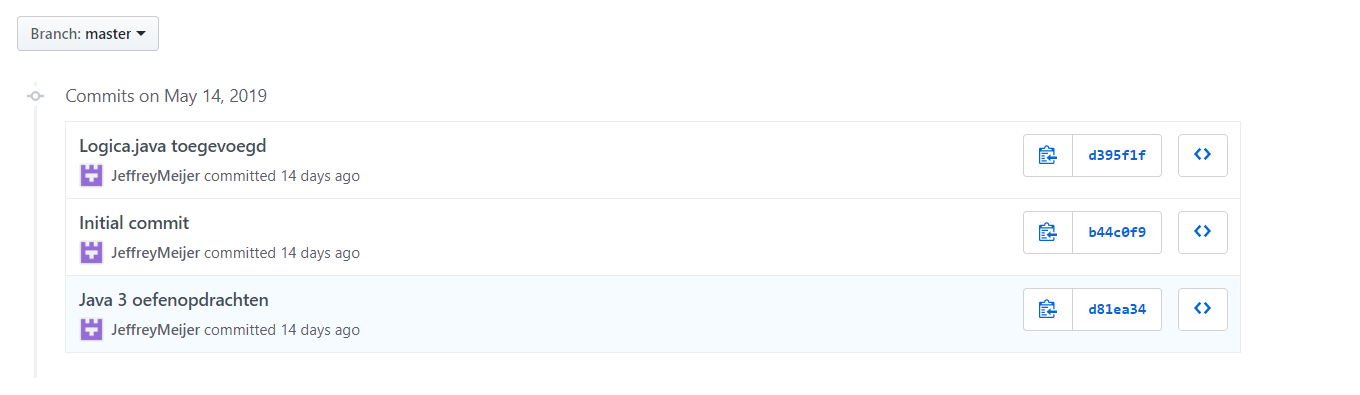 Branch: master
Commits on May 14, 2019
Logica.java toegevoegd
JeffreyMeijer committed 14 days ago
d395f1f
Initial commit
JeffreyMeijer committed 14 days ago
b44c0f9
Java 3 oefenopdrachten
JeffreyMeijer committed 14 days ago
d81ea34